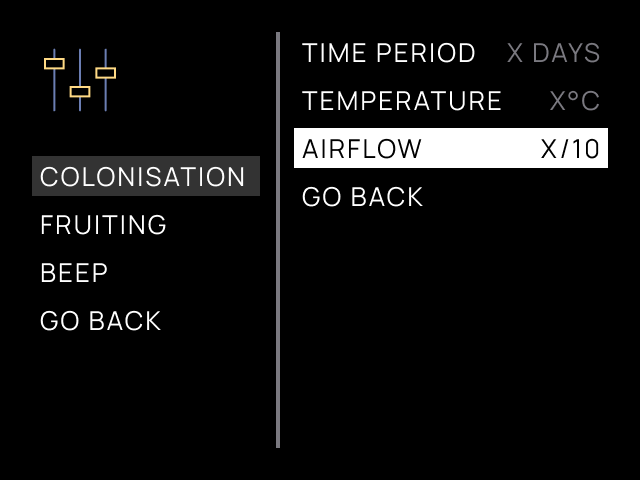 COLONISATION
FRUITING
BEEP
GO BACK
TIME PERIOD X DAYS
TEMPERATURE X°C
AIRFLOW X/10
GO BACK